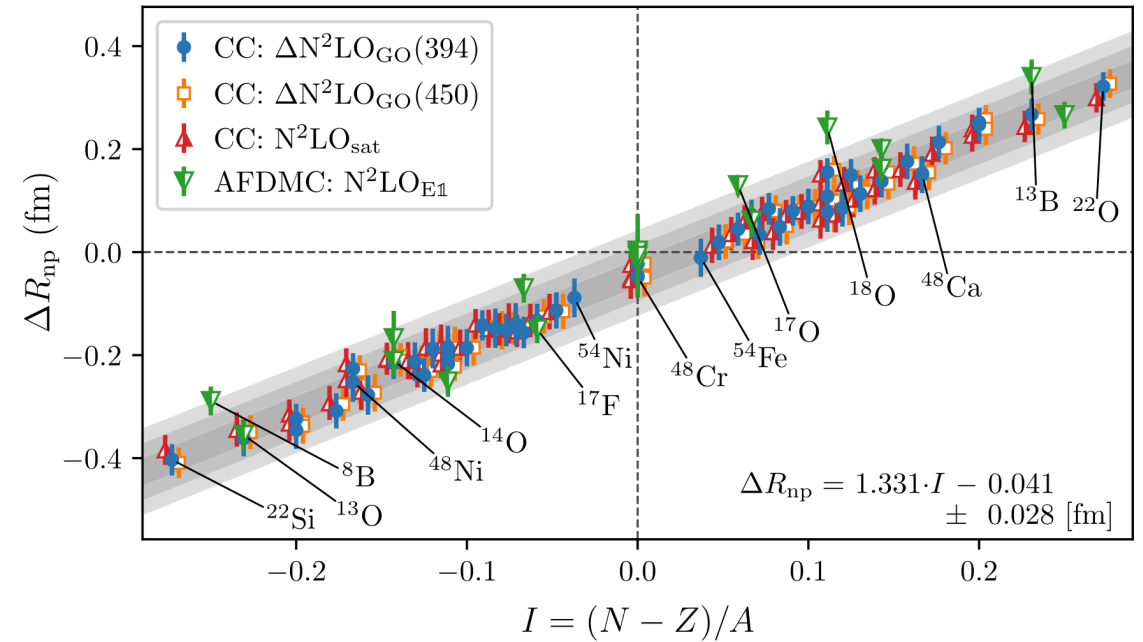 CC: ΔN²LO_GO(394)
CC: ΔN²LO_GO(450)
CC: N²LO_sat
AFDMC: N²LO_E𝟙
ΔR_np (fm)
0.4
0.2
0.0
−0.2
−0.4
¹³B
²²O
¹⁸O
⁴⁸Ca
¹⁷O
⁵⁴Fe
⁴⁸Cr
⁵⁴Ni
¹⁷F
¹⁴O
⁴⁸Ni
⁸B
¹³O
²²Si
ΔR_np = 1.331·I − 0.041
± 0.028 [fm]
−0.2 −0.1 0.0 0.1 0.2
I = (N − Z)/A